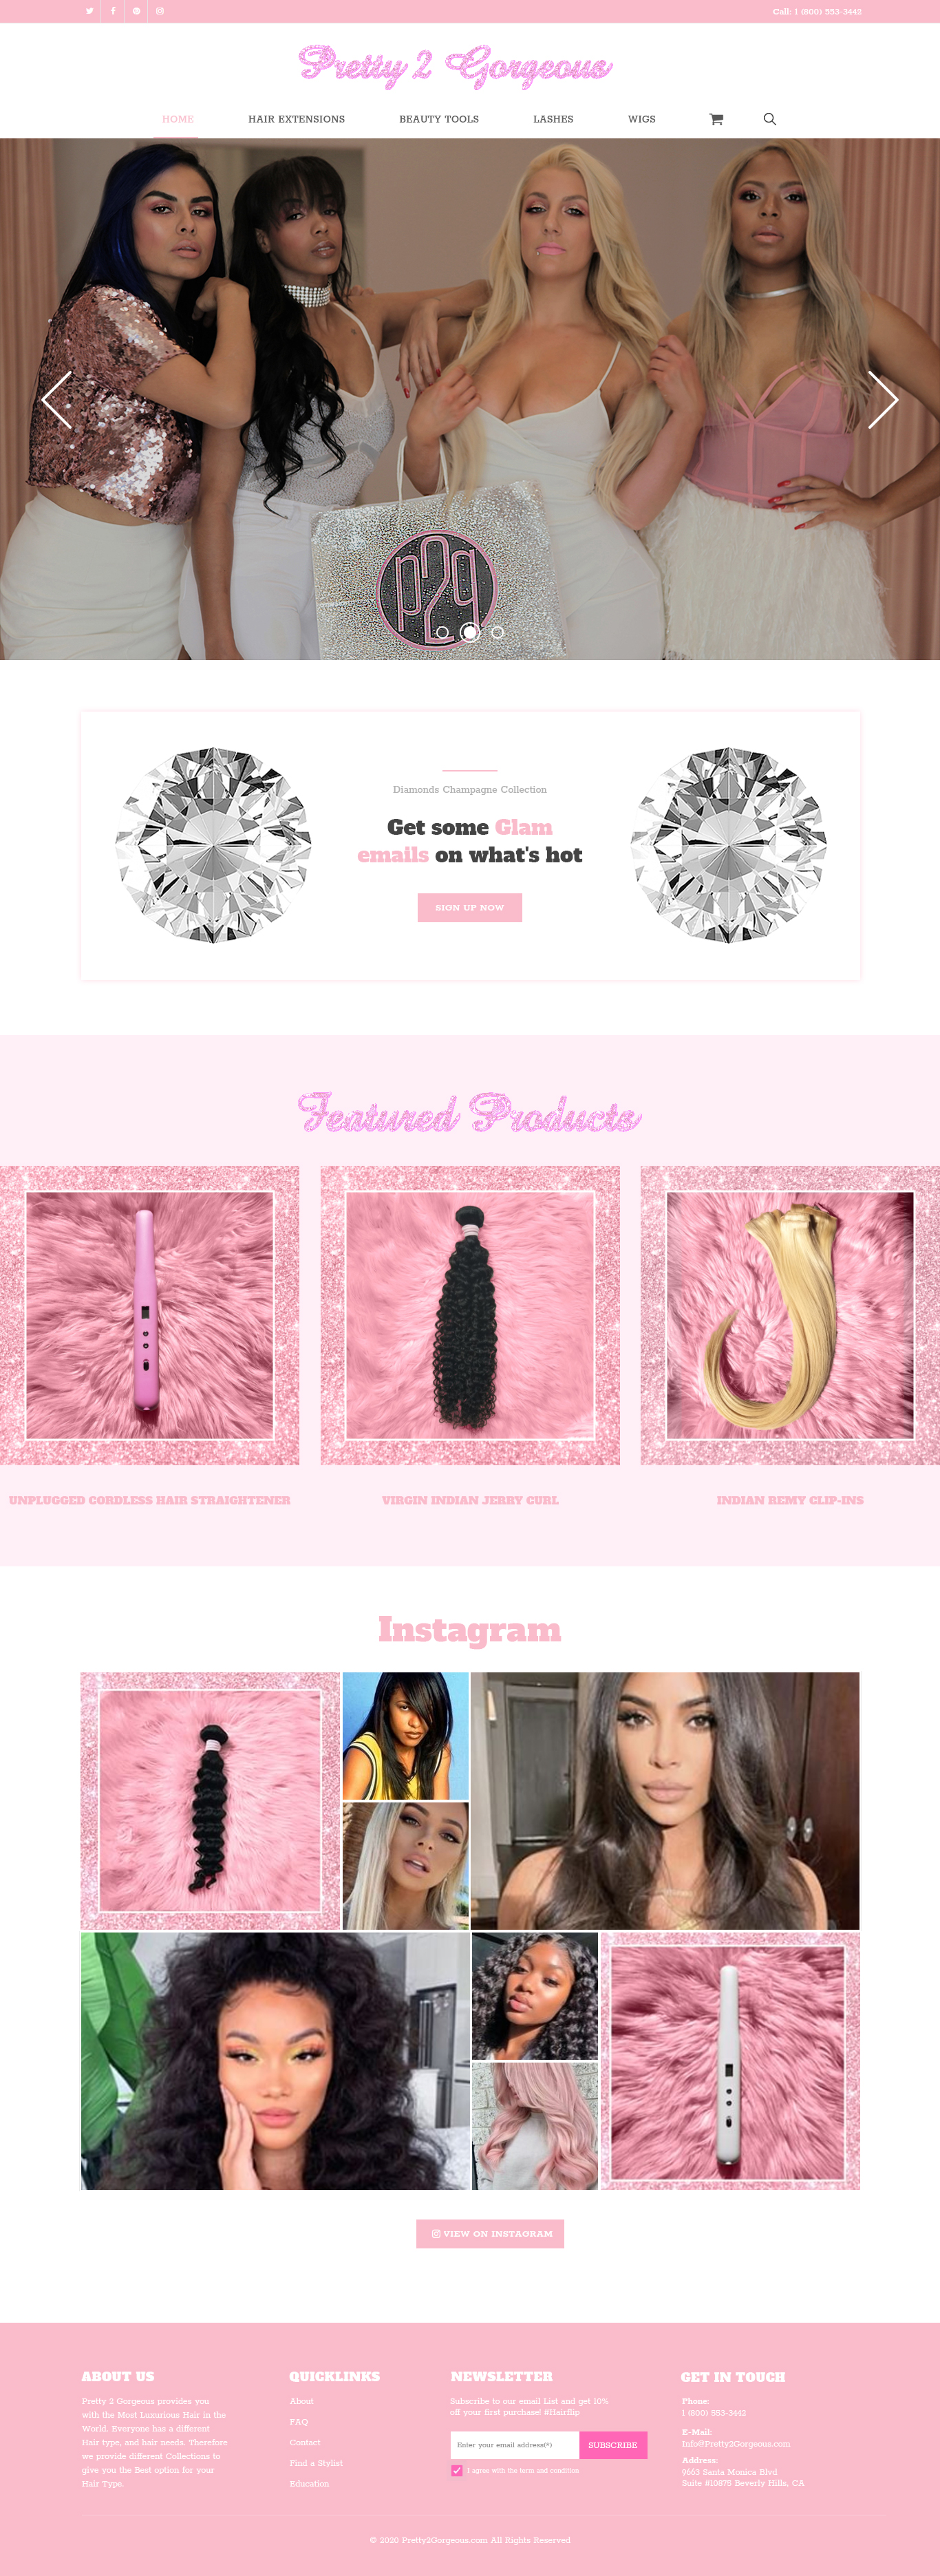 Call: 1 (800) 553-3442
Pretty 2 Gorgeous
HOME
HAIR EXTENSIONS
BEAUTY TOOLS
LASHES
WIGS
p2g
Diamonds Champagne Collection
Get some Glam
emails on what's hot
SIGN UP NOW
Featured Products
UNPLUGGED CORDLESS HAIR STRAIGHTENER
VIRGIN INDIAN JERRY CURL
INDIAN REMY CLIP-INS
Instagram
VIEW ON INSTAGRAM
ABOUT US
Pretty 2 Gorgeous provides you
with the Most Luxurious Hair in the
World. Everyone has a different
Hair type, and hair needs. Therefore
we provide different Collections to
give you the Best option for your
Hair Type.
QUICKLINKS
About
FAQ
Contact
Find a Stylist
Education
NEWSLETTER
Subscribe to our email List and get 10%
off your first purchase! #Hairflip
Enter your email address(*)
SUBSCRIBE
I agree with the term and condition
GET IN TOUCH
Phone:
1 (800) 553-3442
E-Mail:
Info@Pretty2Gorgeous.com
Address:
9663 Santa Monica Blvd
Suite #10875 Beverly Hills, CA
© 2020 Pretty2Gorgeous.com All Rights Reserved